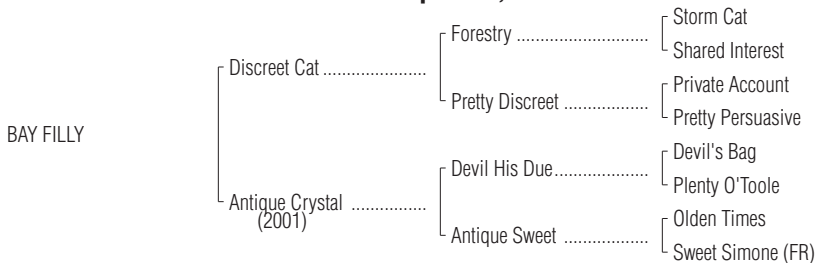 Storm Cat
Forestry ................................
Shared Interest
Discreet Cat .........................
Private Account
Pretty Discreet ....................
Pretty Persuasive
BAY FILLY
Devil's Bag
Devil His Due......................
Plenty O'Toole
Antique Crystal ..................
(2001)
Olden Times
Antique Sweet ....................
Sweet Simone (FR)